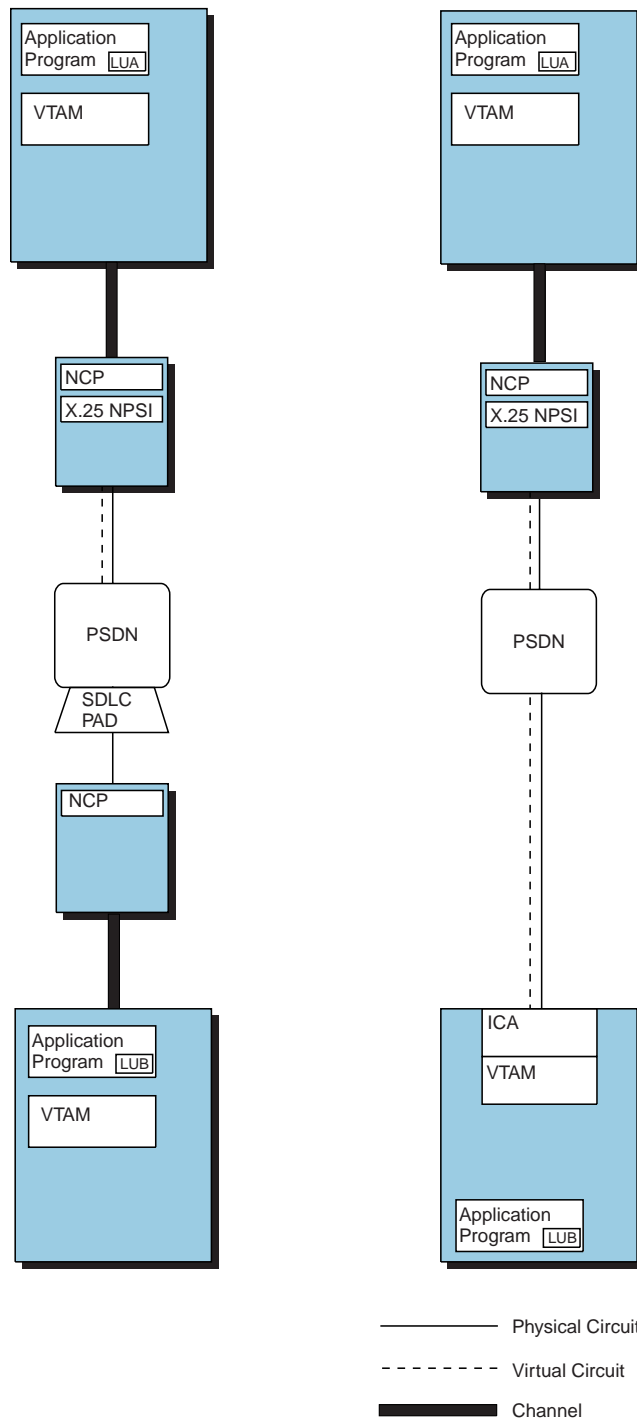 Application
Program LUA
VTAM
NCP
X.25 NPSI
PSDN
SDLC
PAD
NCP
Application
Program LUB
VTAM
Application
Program LUA
VTAM
NCP
X.25 NPSI
PSDN
ICA
VTAM
Application
Program LUB
Physical Circuit
Virtual Circuit
Channel